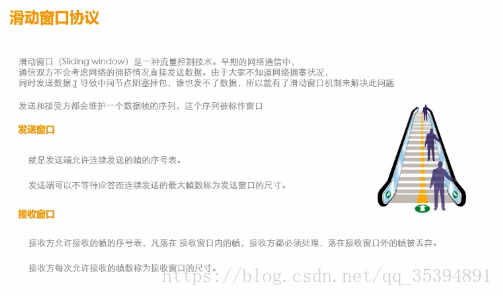 滑动窗口协议
滑动窗口（Sliding window）是一种流量控制技术。早期的网络通信中，
通信双方不会考虑网络的拥挤情况直接发送数据。由于大家不知道网络拥塞状况，
同时发送数据，导致中间节点阻塞掉包，谁也发不了数据，所以就有了滑动窗口机制来解决此问题
发送和接受方都会维护一个数据帧的序列，这个序列被称作窗口
发送窗口
就是发送端允许连续发送的帧的序号表。
发送端可以不等待应答而连续发送的最大帧数称为发送窗口的尺寸。
接收窗口
接收方允许接收的帧的序号表，凡落在 接收窗口内的帧，接收方都必须处理，落在接收窗口外的帧被丢弃。
接收方每次允许接收的帧数称为接收窗口的尺寸。
https://blog.csdn.net/qq_35394891